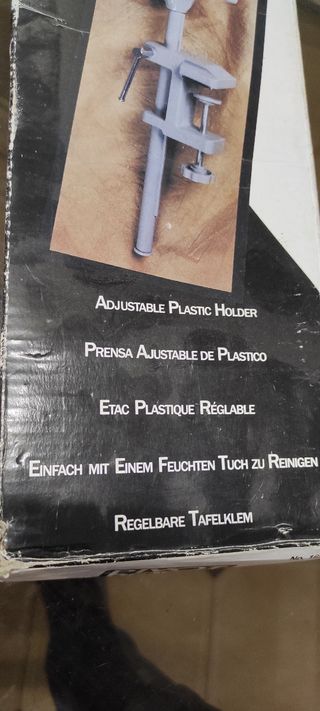 Adjustable Plastic Holder
Prensa Ajustable de Plastico
Etac Plastique Réglable
Einfach mit Einem Feuchten Tuch zu Reinigen
Regelbare Tafelklem
No.